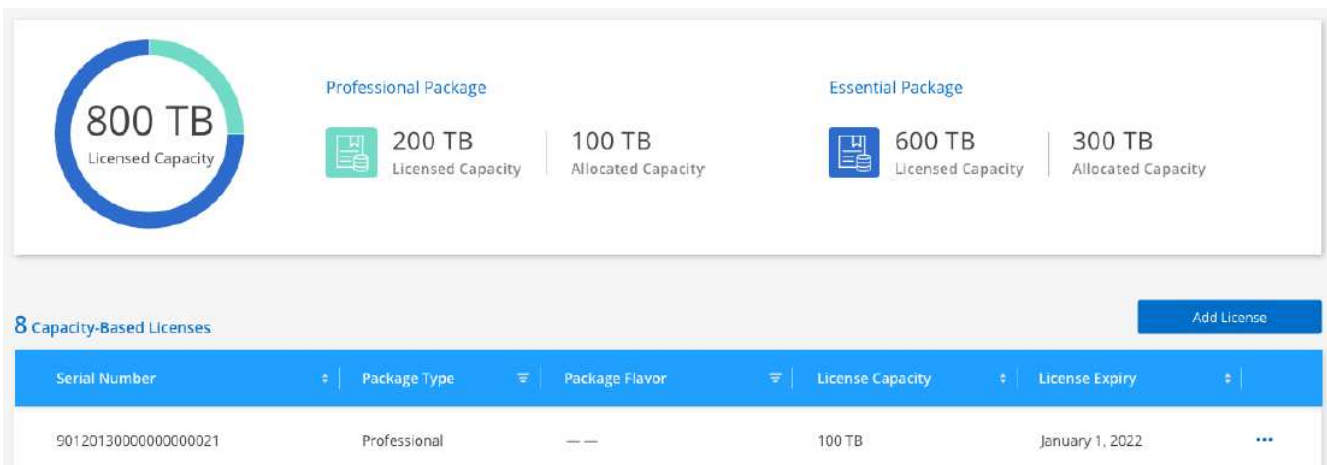 800 TB
Licensed Capacity
Professional Package
200 TB
Licensed Capacity
100 TB
Allocated Capacity
Essential Package
600 TB
Licensed Capacity
300 TB
Allocated Capacity
8 Capacity-Based Licenses
Add License
Serial Number Package Type Package Flavor License Capacity License Expiry
90120130000000000021 Professional — — 100 TB January 1, 2022 •••